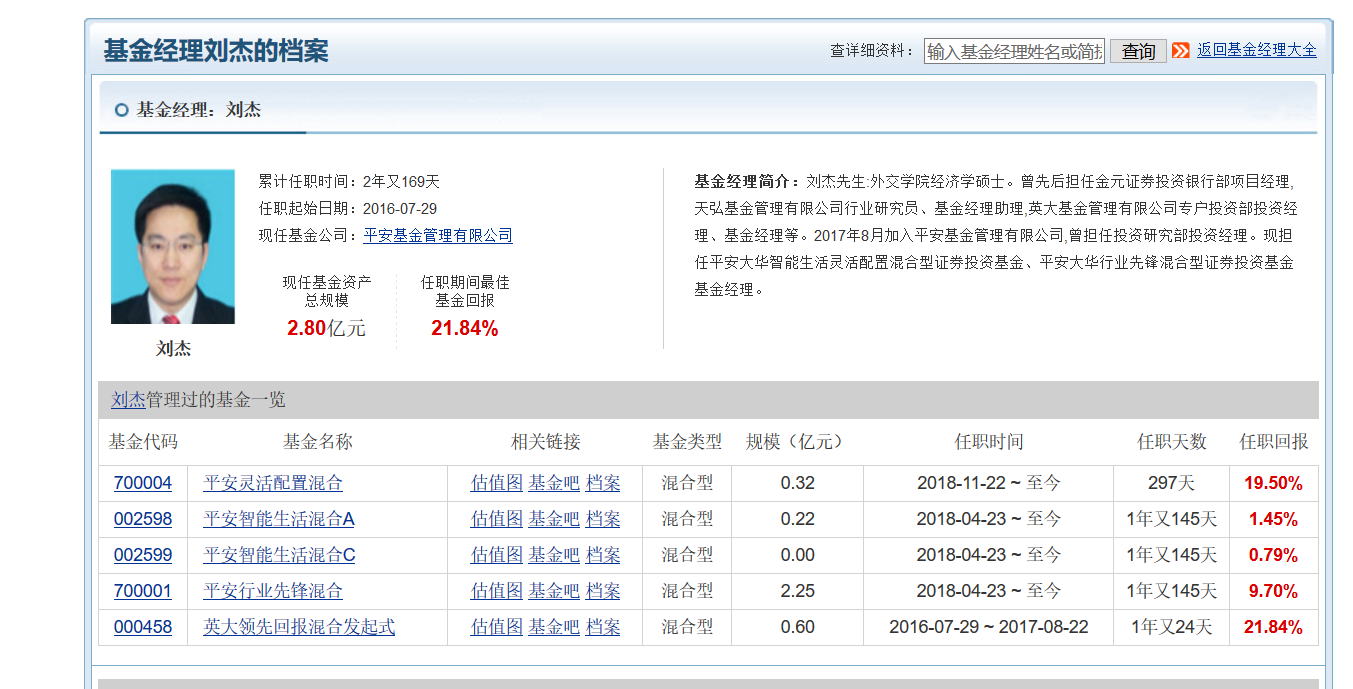 基金经理刘杰的档案
查详细资料： 输入基金经理姓名或简拼 查询 返回基金经理大全
基金经理：刘杰
累计任职时间：2年又169天
任职起始日期：2016-07-29
现任基金公司：平安基金管理有限公司
现任基金资产
总规模
2.80亿元
任职期间最佳
基金回报
21.84%
刘杰
基金经理简介：刘杰先生:外交学院经济学硕士。曾先后担任金元证券投资银行部项目经理,
天弘基金管理有限公司行业研究员、基金经理助理,英大基金管理有限公司专户投资部投资经
理、基金经理等。2017年8月加入平安基金管理有限公司,曾担任投资研究部投资经理。现担
任平安大华智能生活灵活配置混合型证券投资基金、平安大华行业先锋混合型证券投资基金
基金经理。
刘杰管理过的基金一览
基金代码 基金名称 相关链接 基金类型 规模（亿元） 任职时间 任职天数 任职回报
700004 平安灵活配置混合 估值图 基金吧 档案 混合型 0.32 2018-11-22 ~ 至今 297天 19.50%
002598 平安智能生活混合A 估值图 基金吧 档案 混合型 0.22 2018-04-23 ~ 至今 1年又145天 1.45%
002599 平安智能生活混合C 估值图 基金吧 档案 混合型 0.00 2018-04-23 ~ 至今 1年又145天 0.79%
700001 平安行业先锋混合 估值图 基金吧 档案 混合型 2.25 2018-04-23 ~ 至今 1年又145天 9.70%
000458 英大领先回报混合发起式 估值图 基金吧 档案 混合型 0.60 2016-07-29 ~ 2017-08-22 1年又24天 21.84%